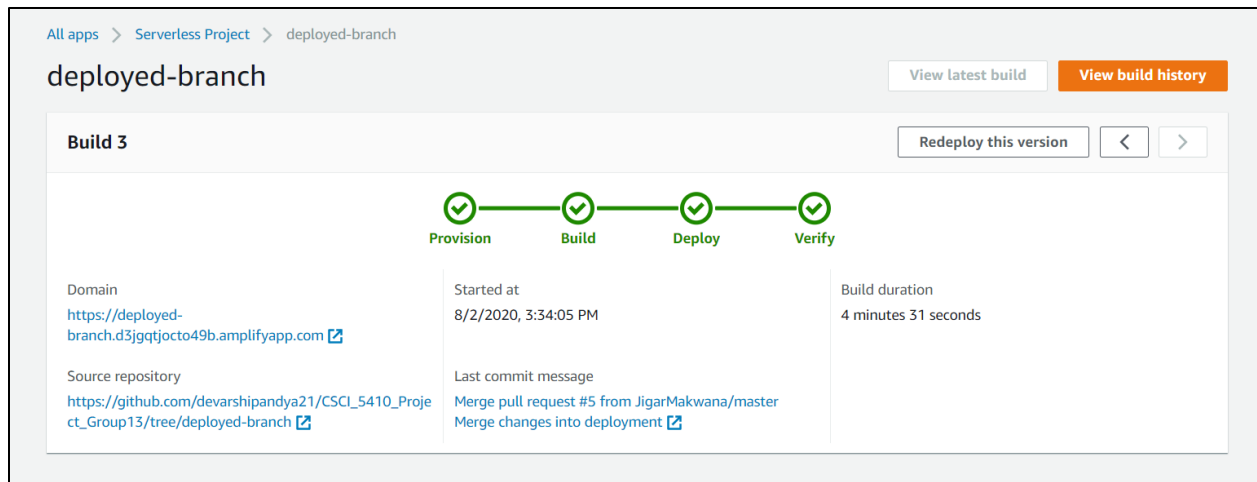 All apps > Serverless Project > deployed-branch
deployed-branch
View latest build
View build history
Build 3
Redeploy this version
Provision
Build
Deploy
Verify
Domain
https://deployed-
branch.d3jgqtjocto49b.amplifyapp.com
Started at
8/2/2020, 3:34:05 PM
Build duration
4 minutes 31 seconds
Source repository
https://github.com/devarshipandya21/CSCI_5410_Proje
ct_Group13/tree/deployed-branch
Last commit message
Merge pull request #5 from JigarMakwana/master
Merge changes into deployment